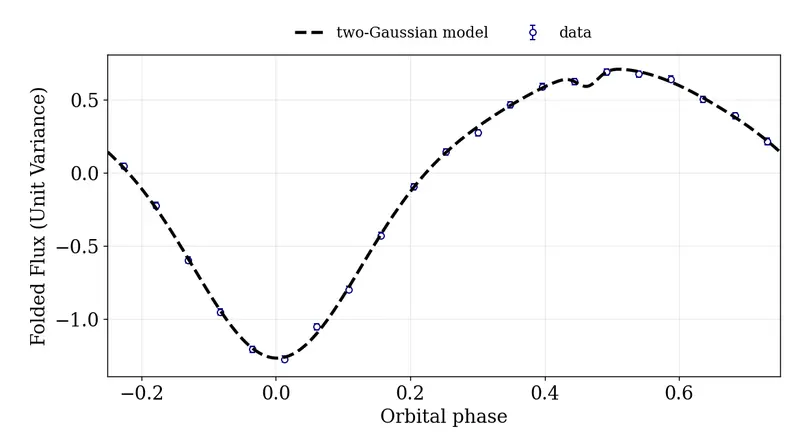 two-Gaussian model data
Folded Flux (Unit Variance)
0.5
0.0
−0.5
−1.0
−0.2 0.0 0.2 0.4 0.6
Orbital phase